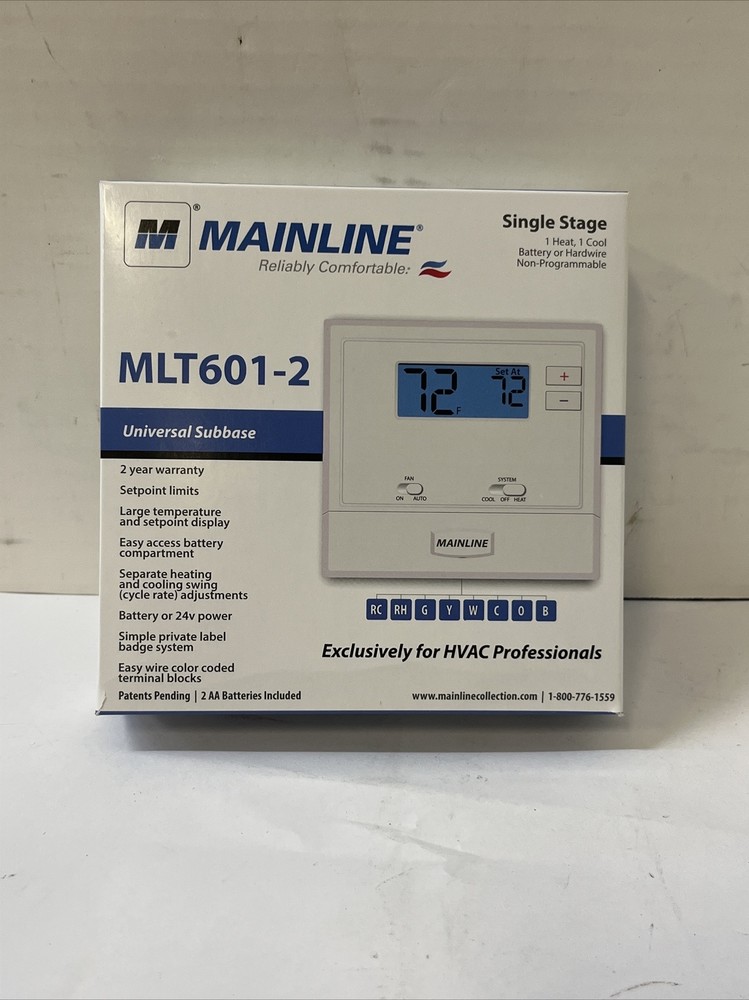 M®
MAINLINE®
Reliably Comfortable:
Single Stage
1 Heat, 1 Cool
Battery or Hardwire
Non-Programmable
MLT601-2
Universal Subbase
2 year warranty
Setpoint limits
Large temperature
and setpoint display
Easy access battery
compartment
Separate heating
and cooling swing
(cycle rate) adjustments
Battery or 24v power
Simple private label
badge system
Easy wire color coded
terminal blocks
Patents Pending | 2 AA Batteries Included
72 F
Set At
72
+
−
FAN
ON AUTO
SYSTEM
COOL OFF HEAT
MAINLINE
RC RH G Y W C O B
Exclusively for HVAC Professionals
www.mainlinecollection.com | 1-800-776-1559